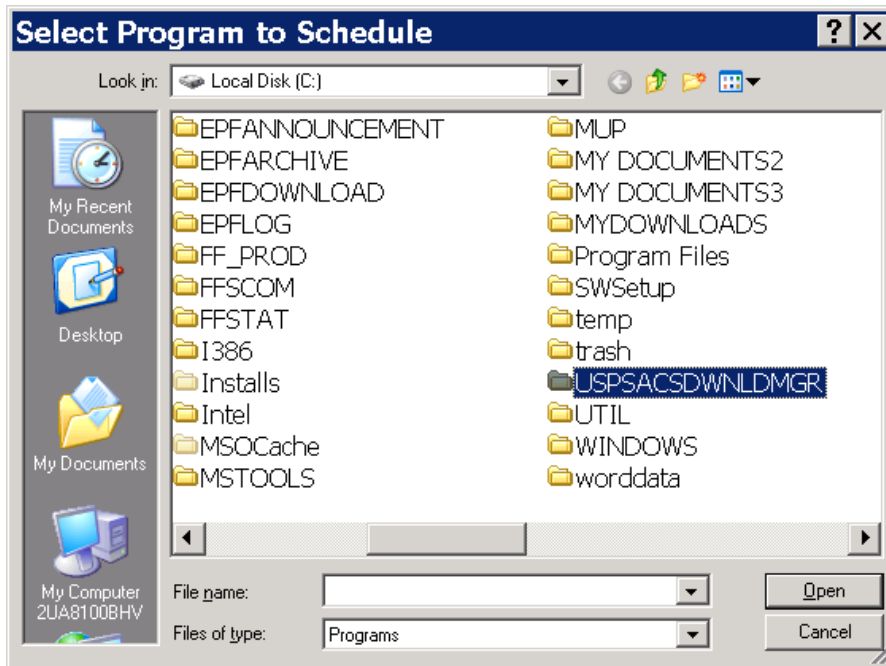 Select Program to Schedule
Look in:
Local Disk (C:)
My Recent
Documents
Desktop
My Documents
My Computer
2UA8100BHV
EPFANNOUNCEMENT
EPFARCHIVE
EPFDOWNLOAD
EPFLOG
FF_PROD
FFSCOM
FFSTAT
I386
Installs
Intel
MSOCache
MSTOOLS
MUP
MY DOCUMENTS2
MY DOCUMENTS3
MYDOWNLOADS
Program Files
SWSetup
temp
trash
USPSACSDWNLDMGR
UTIL
WINDOWS
worddata
File name:
Open
Files of type:
Programs
Cancel